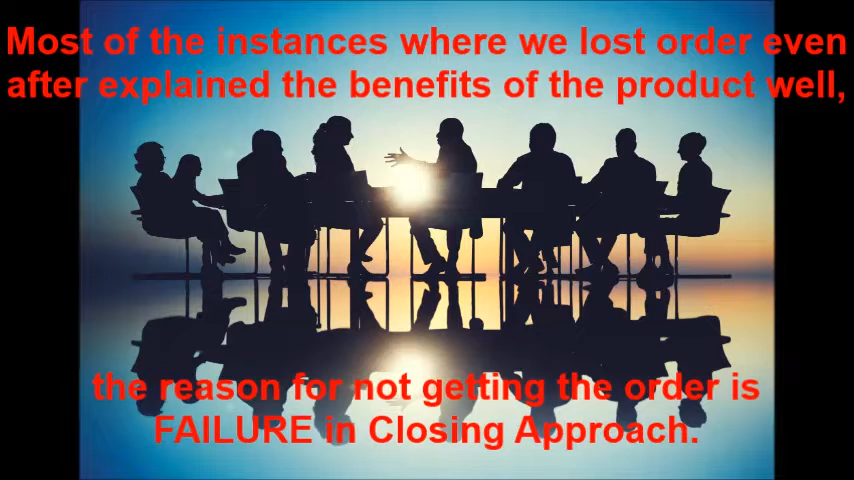 Most of the instances where we lost order even
after explained the benefits of the product well,
the reason for not getting the order is
FAILURE in Closing Approach.